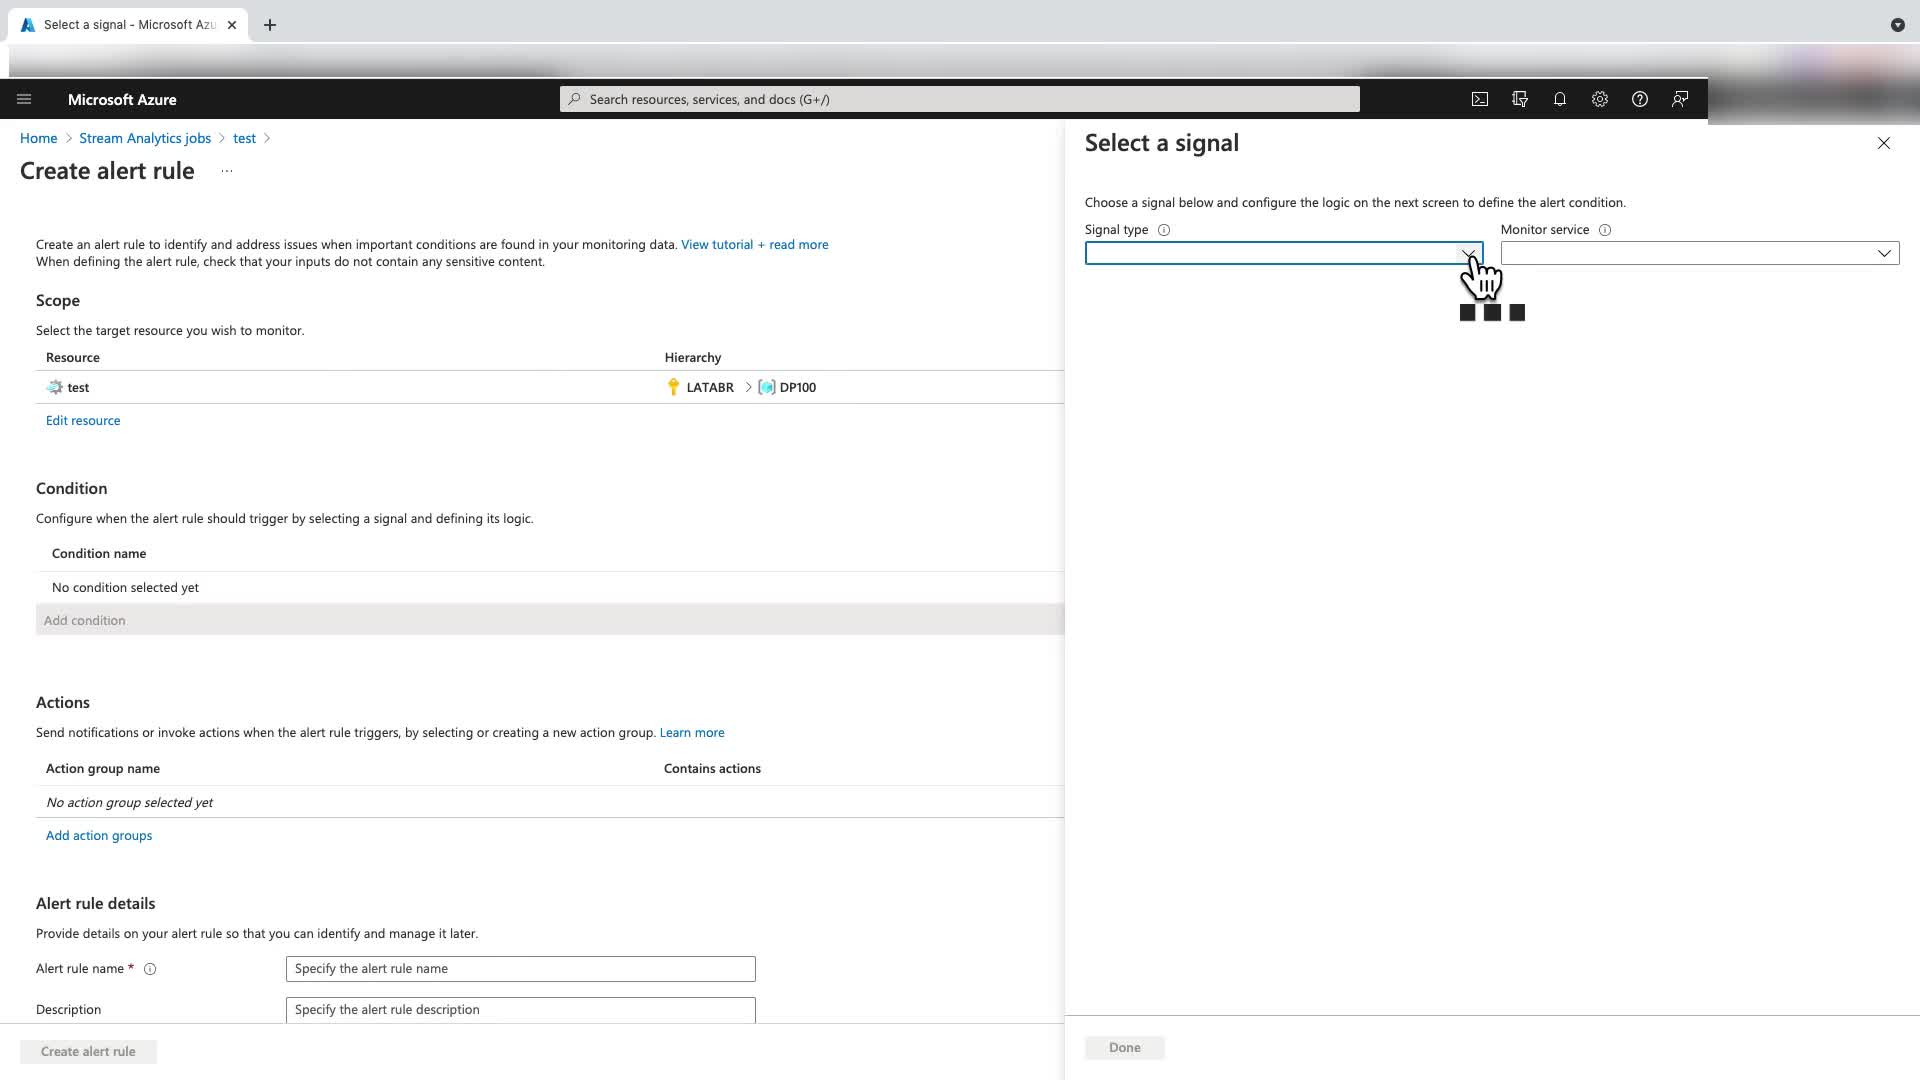 Select a signal - Microsoft Azu
Microsoft Azure
Search resources, services, and docs (G+/)
Home > Stream Analytics jobs > test >
Create alert rule ...
Create an alert rule to identify and address issues when important conditions are found in your monitoring data. View tutorial + read more
When defining the alert rule, check that your inputs do not contain any sensitive content.
Scope
Select the target resource you wish to monitor.
Resource Hierarchy
test LATABR > DP100
Edit resource
Condition
Configure when the alert rule should trigger by selecting a signal and defining its logic.
Condition name
No condition selected yet
Add condition
Actions
Send notifications or invoke actions when the alert rule triggers, by selecting or creating a new action group. Learn more
Action group name Contains actions
No action group selected yet
Add action groups
Alert rule details
Provide details on your alert rule so that you can identify and manage it later.
Alert rule name * Specify the alert rule name
Description Specify the alert rule description
Create alert rule
Select a signal
Choose a signal below and configure the logic on the next screen to define the alert condition.
Signal type Monitor service
Done